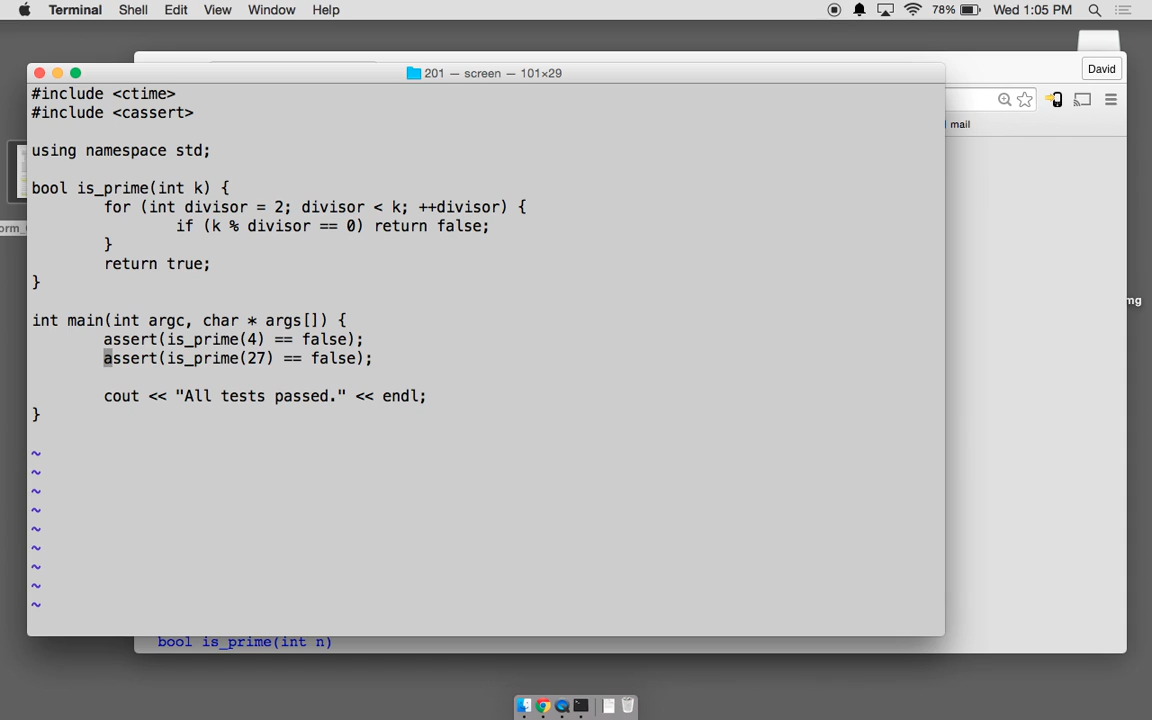 Terminal Shell Edit View Window Help 78% Wed 1:05 PM
201 — screen — 101×29
David
mail
#include <ctime>
#include <cassert>
using namespace std;
bool is_prime(int k) {
for (int divisor = 2; divisor < k; ++divisor) {
if (k % divisor == 0) return false;
}
return true;
}
int main(int argc, char * args[]) {
assert(is_prime(4) == false);
assert(is_prime(27) == false);
cout << "All tests passed." << endl;
}
~
~
~
~
~
~
~
~
~
bool is_prime(int n)